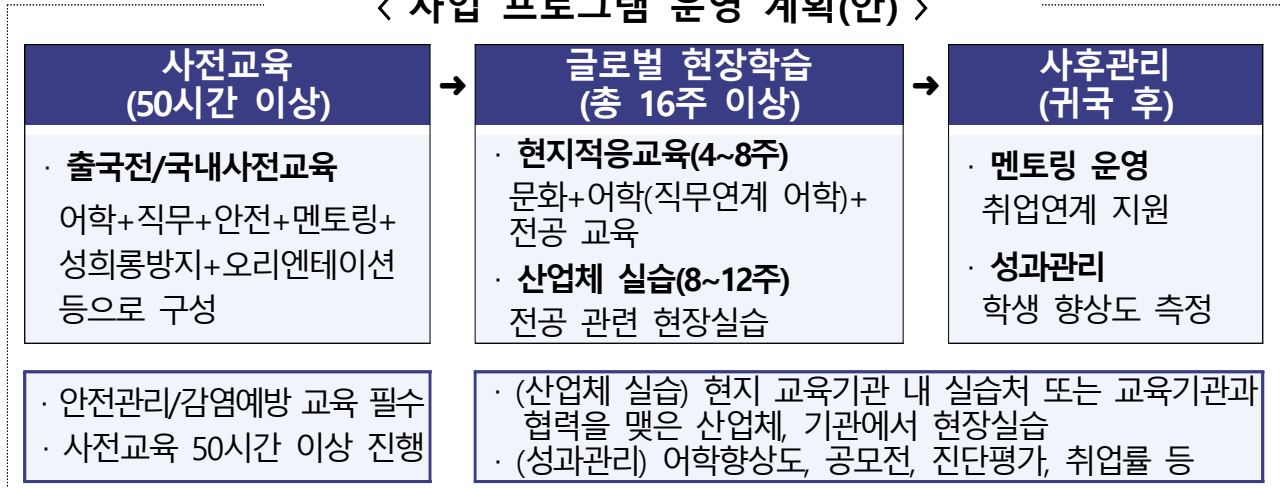 < 사업 프로그램 운영 계획(안) >
사전교육
(50시간 이상)
· 출국전/국내사전교육
어학+직무+안전+멘토링+
성희롱방지+오리엔테이션
등으로 구성
➜
글로벌 현장학습
(총 16주 이상)
· 현지적응교육(4~8주)
문화+어학(직무연계 어학)+
전공 교육
· 산업체 실습(8~12주)
전공 관련 현장실습
➜
사후관리
(귀국 후)
· 멘토링 운영
취업연계 지원
· 성과관리
학생 향상도 측정
· 안전관리/감염예방 교육 필수
· 사전교육 50시간 이상 진행
· (산업체 실습) 현지 교육기관 내 실습처 또는 교육기관과
협력을 맺은 산업체, 기관에서 현장실습
· (성과관리) 어학향상도, 공모전, 진단평가, 취업률 등